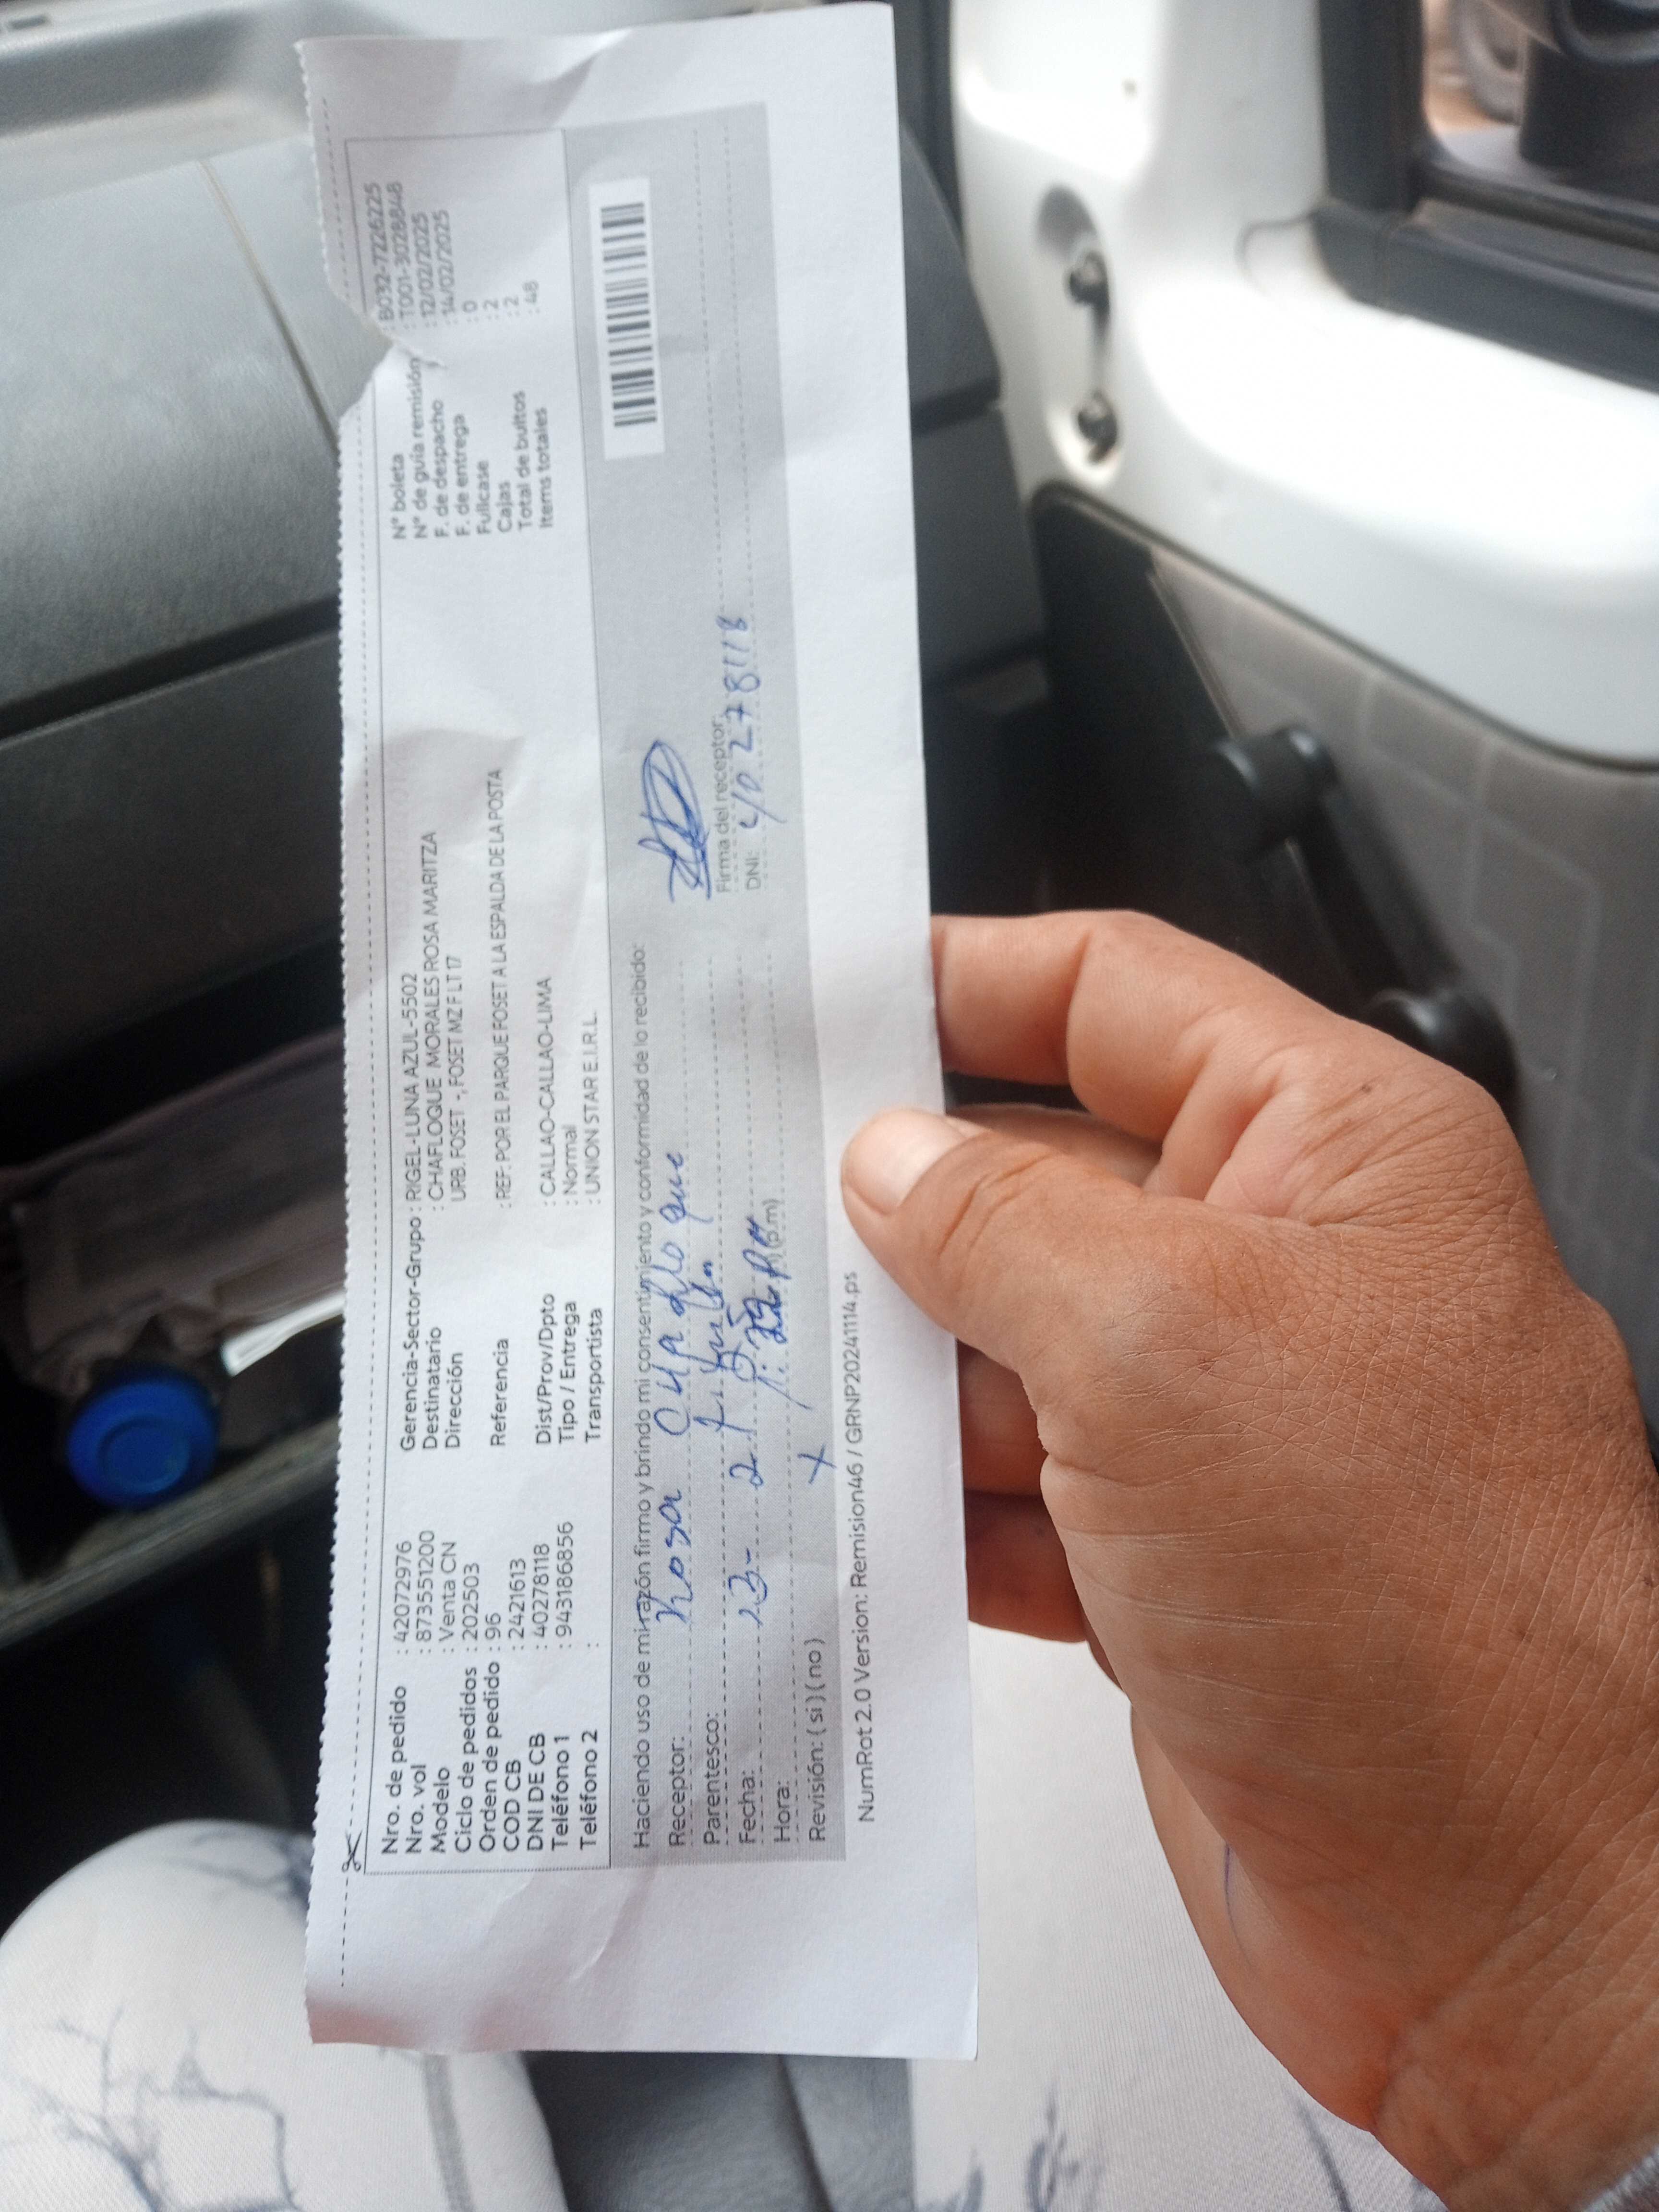 Nro. de pedido : 42072976
Nro. vol : 873551200
Modelo : Venta CN
Ciclo de pedidos : 202503
Orden de pedido : 96
COD CB : 2421613
DNI DE CB : 40278118
Teléfono 1 : 943186856
Teléfono 2 :
Gerencia-Sector-Grupo : RIGEL-LUNA AZUL-5502
Destinatario : CHAFLOQUE MORALES ROSA MARITZA
Dirección URB. FOSET -, FOSET MZ F LT 17
Referencia : REF. POR EL PARQUE FOSET A LA ESPALDA DE LA POSTA
Dist/Prov/Dpto : CALLAO-CALLAO-LIMA
Tipo / Entrega : Normal
Transportista : UNION STAR E.I.R.L.
N° boleta : B032-77226225
N° de guía remisión : T001-30288848
F. de despacho : 12/02/2025
F. de entrega : 14/02/2025
Fullcase : 0
Cajas : 2
Total de bultos : 2
Items totales : 48
Haciendo uso de mi razón firmo y brindo mi consentimiento y conformidad de lo recibido:
Receptor: Rosa Chafloque
Parentesco:
Fecha: 13- 2
Hora: (p.m)
Revisión: ( si ) ( no ) X
Firma del receptor:
DNI: 40278118
NumRot 2.0 Version: Remision46 / GRNP20241114.ps